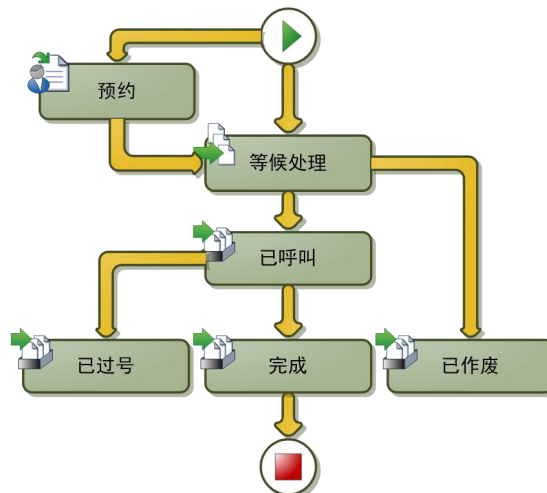 预约
等候处理
已呼叫
已过号
完成
已作废